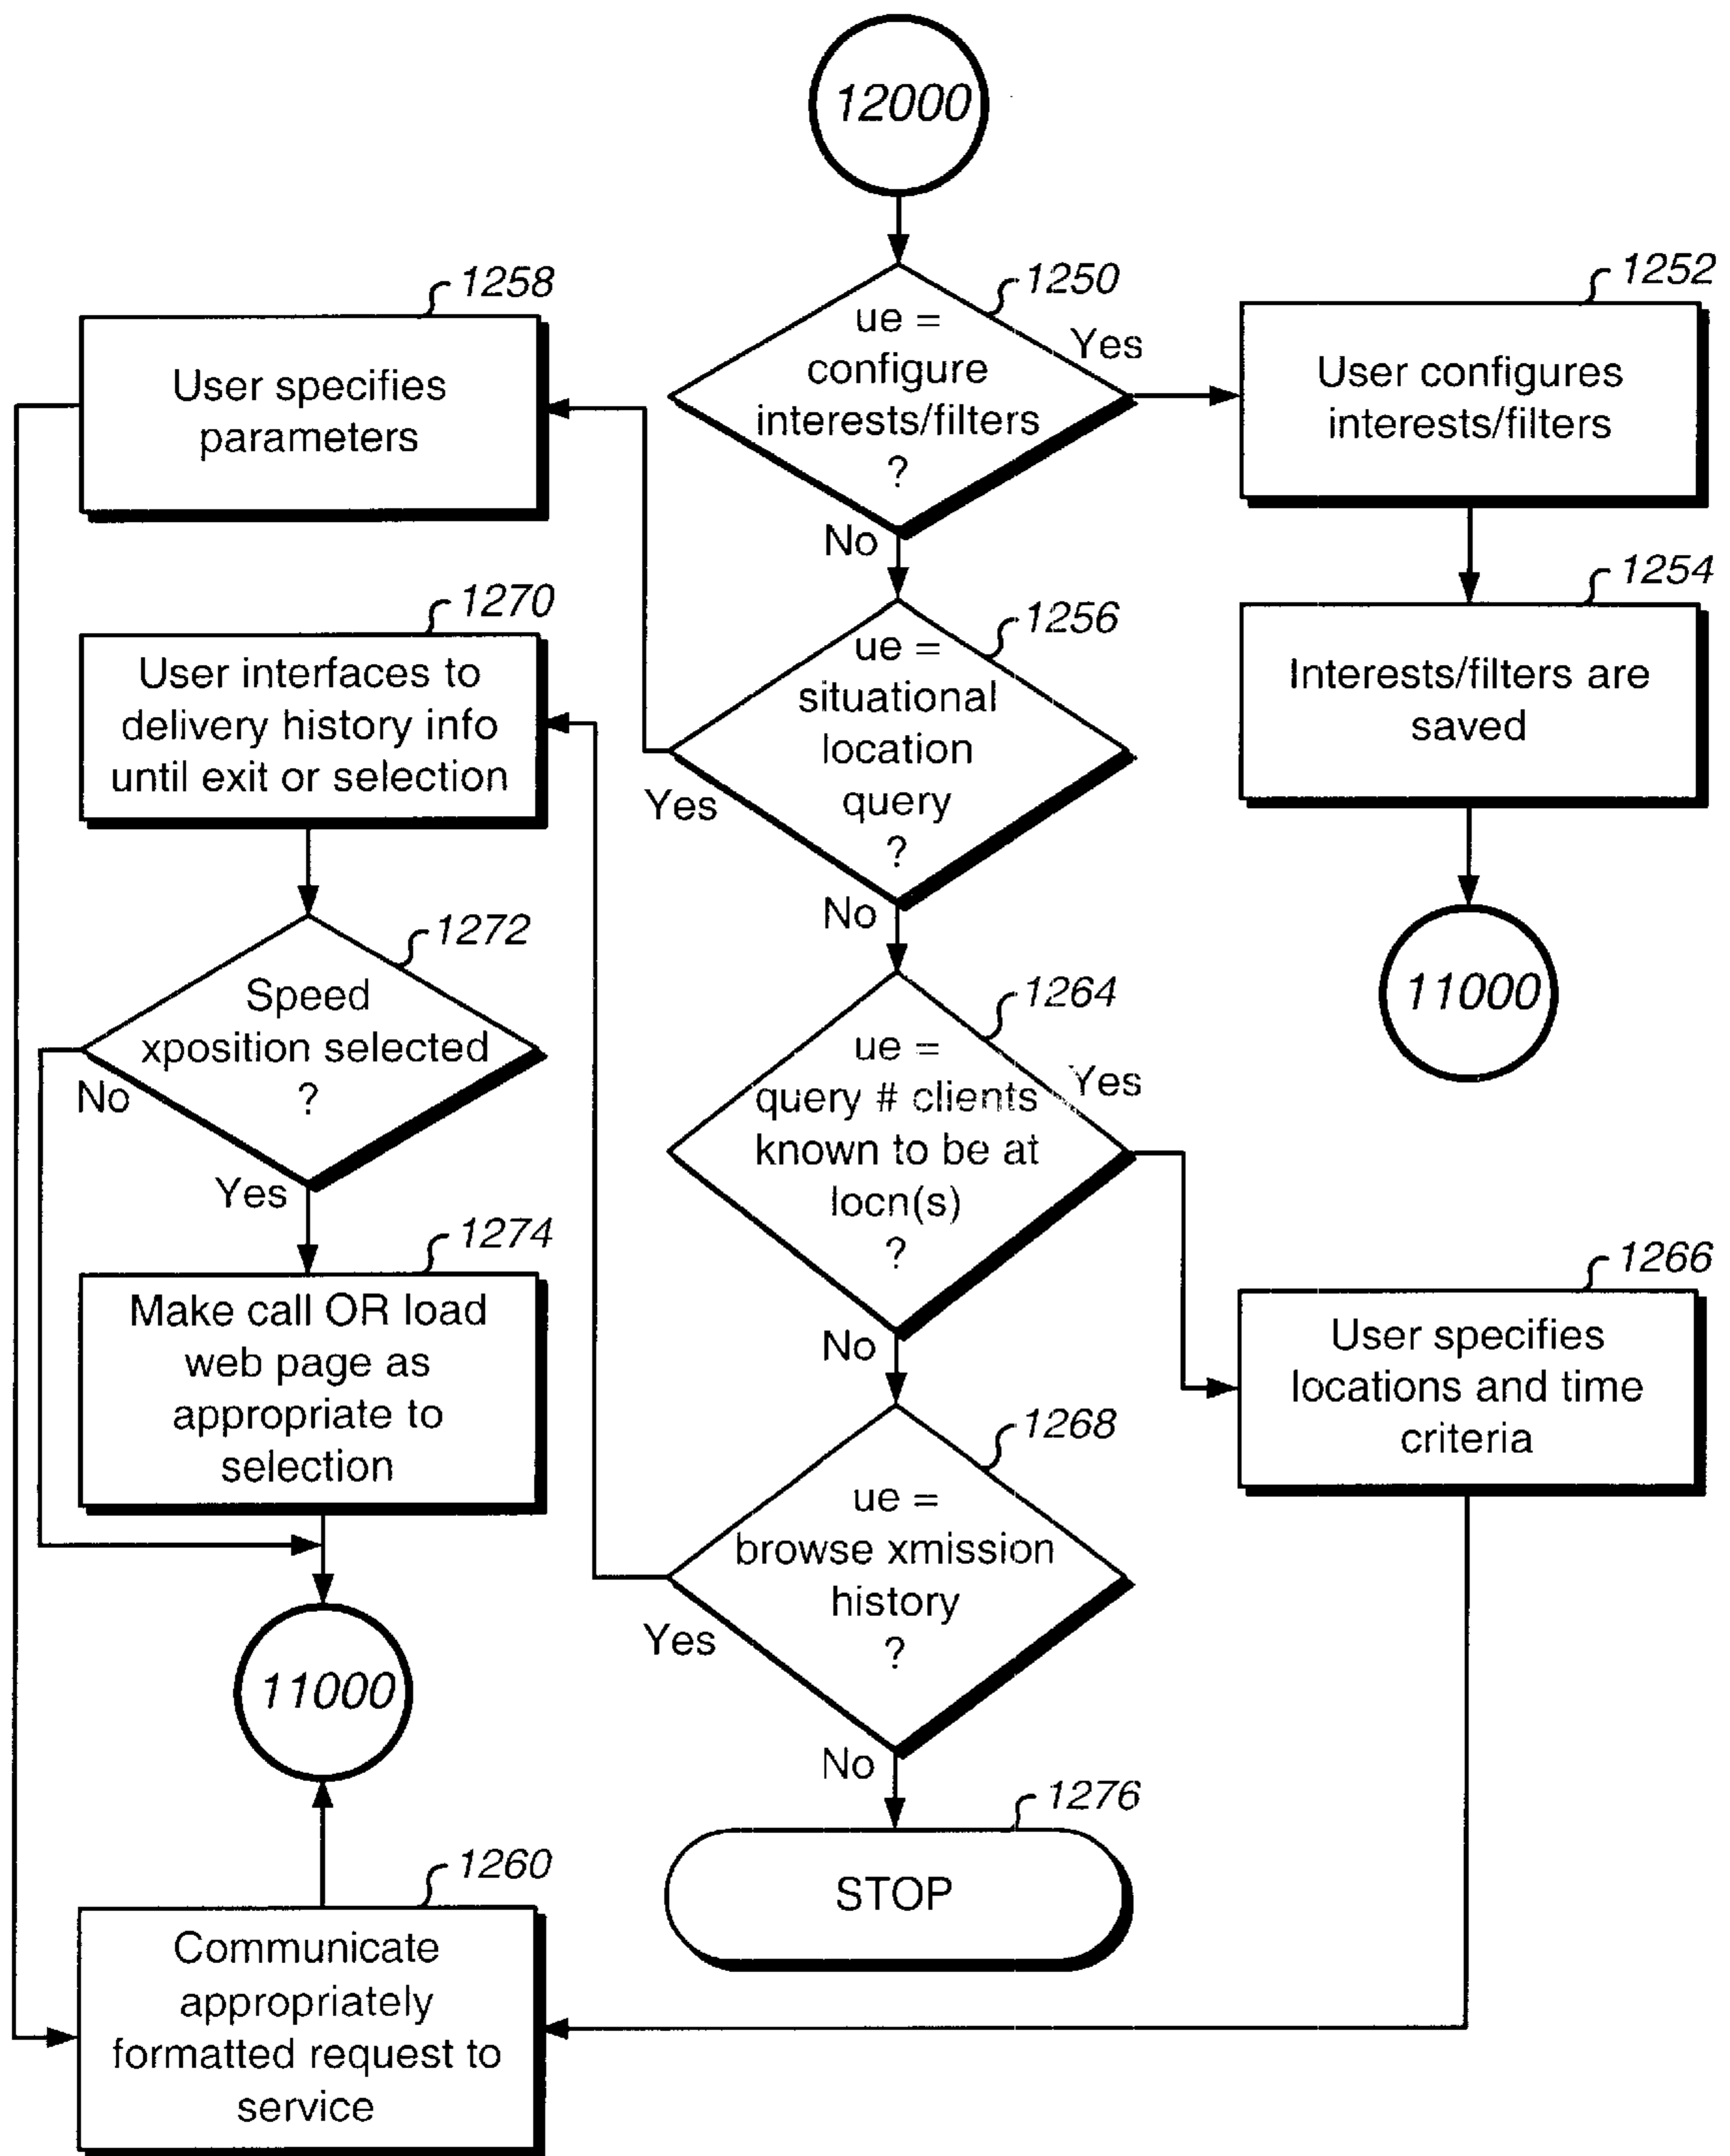 12000
1250
ue =
configure
interests/filters
?
Yes
No
1252
User configures
interests/filters
1254
Interests/filters are
saved
11000
1256
ue =
situational
location
query
?
Yes
No
1258
User specifies
parameters
1264
ue =
query # clients
known to be at
locn(s)
?
Yes
No
1266
User specifies
locations and time
criteria
1268
ue =
browse xmission
history
?
Yes
No
1270
User interfaces to
delivery history info
until exit or selection
1272
Speed
xposition selected
?
No
Yes
1274
Make call OR load
web page as
appropriate to
selection
11000
1260
Communicate
appropriately
formatted request to
service
1276
STOP